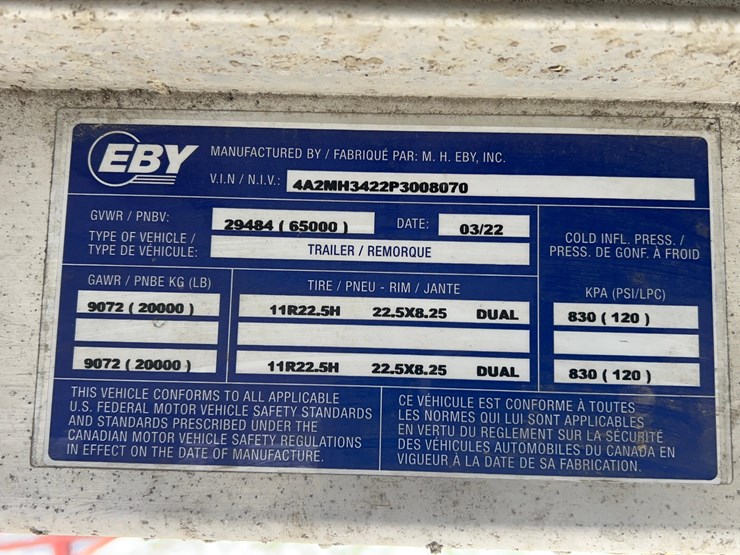 EBY
MANUFACTURED BY / FABRIQUÉ PAR: M. H. EBY, INC.
V.I.N / N.I.V.: 4A2MH3422P3008070
GVWR / PNBV: 29484 ( 65000 ) DATE: 03/22
TYPE OF VEHICLE /
TYPE DE VÉHICULE: TRAILER / REMORQUE
COLD INFL. PRESS. /
PRESS. DE GONF. À FROID
GAWR / PNBE KG (LB) TIRE / PNEU - RIM / JANTE KPA (PSI/LPC)
9072 ( 20000 ) 11R22.5H 22.5X8.25 DUAL 830 ( 120 )
9072 ( 20000 ) 11R22.5H 22.5X8.25 DUAL 830 ( 120 )
THIS VEHICLE CONFORMS TO ALL APPLICABLE
U.S. FEDERAL MOTOR VEHICLE SAFETY STANDARDS
AND STANDARDS PRESCRIBED UNDER THE
CANADIAN MOTOR VEHICLE SAFETY REGULATIONS
IN EFFECT ON THE DATE OF MANUFACTURE.
CE VÉHICULE EST CONFORME À TOUTES
LES NORMES QUI LUI SONT APPLICABLES
EN VERTU DU REGLEMENT SUR LA SÉCURITÉ
DES VÉHICULES AUTOMOBILES DU CANADA EN
VIGUEUR À LA DATE DE SA FABRICATION.